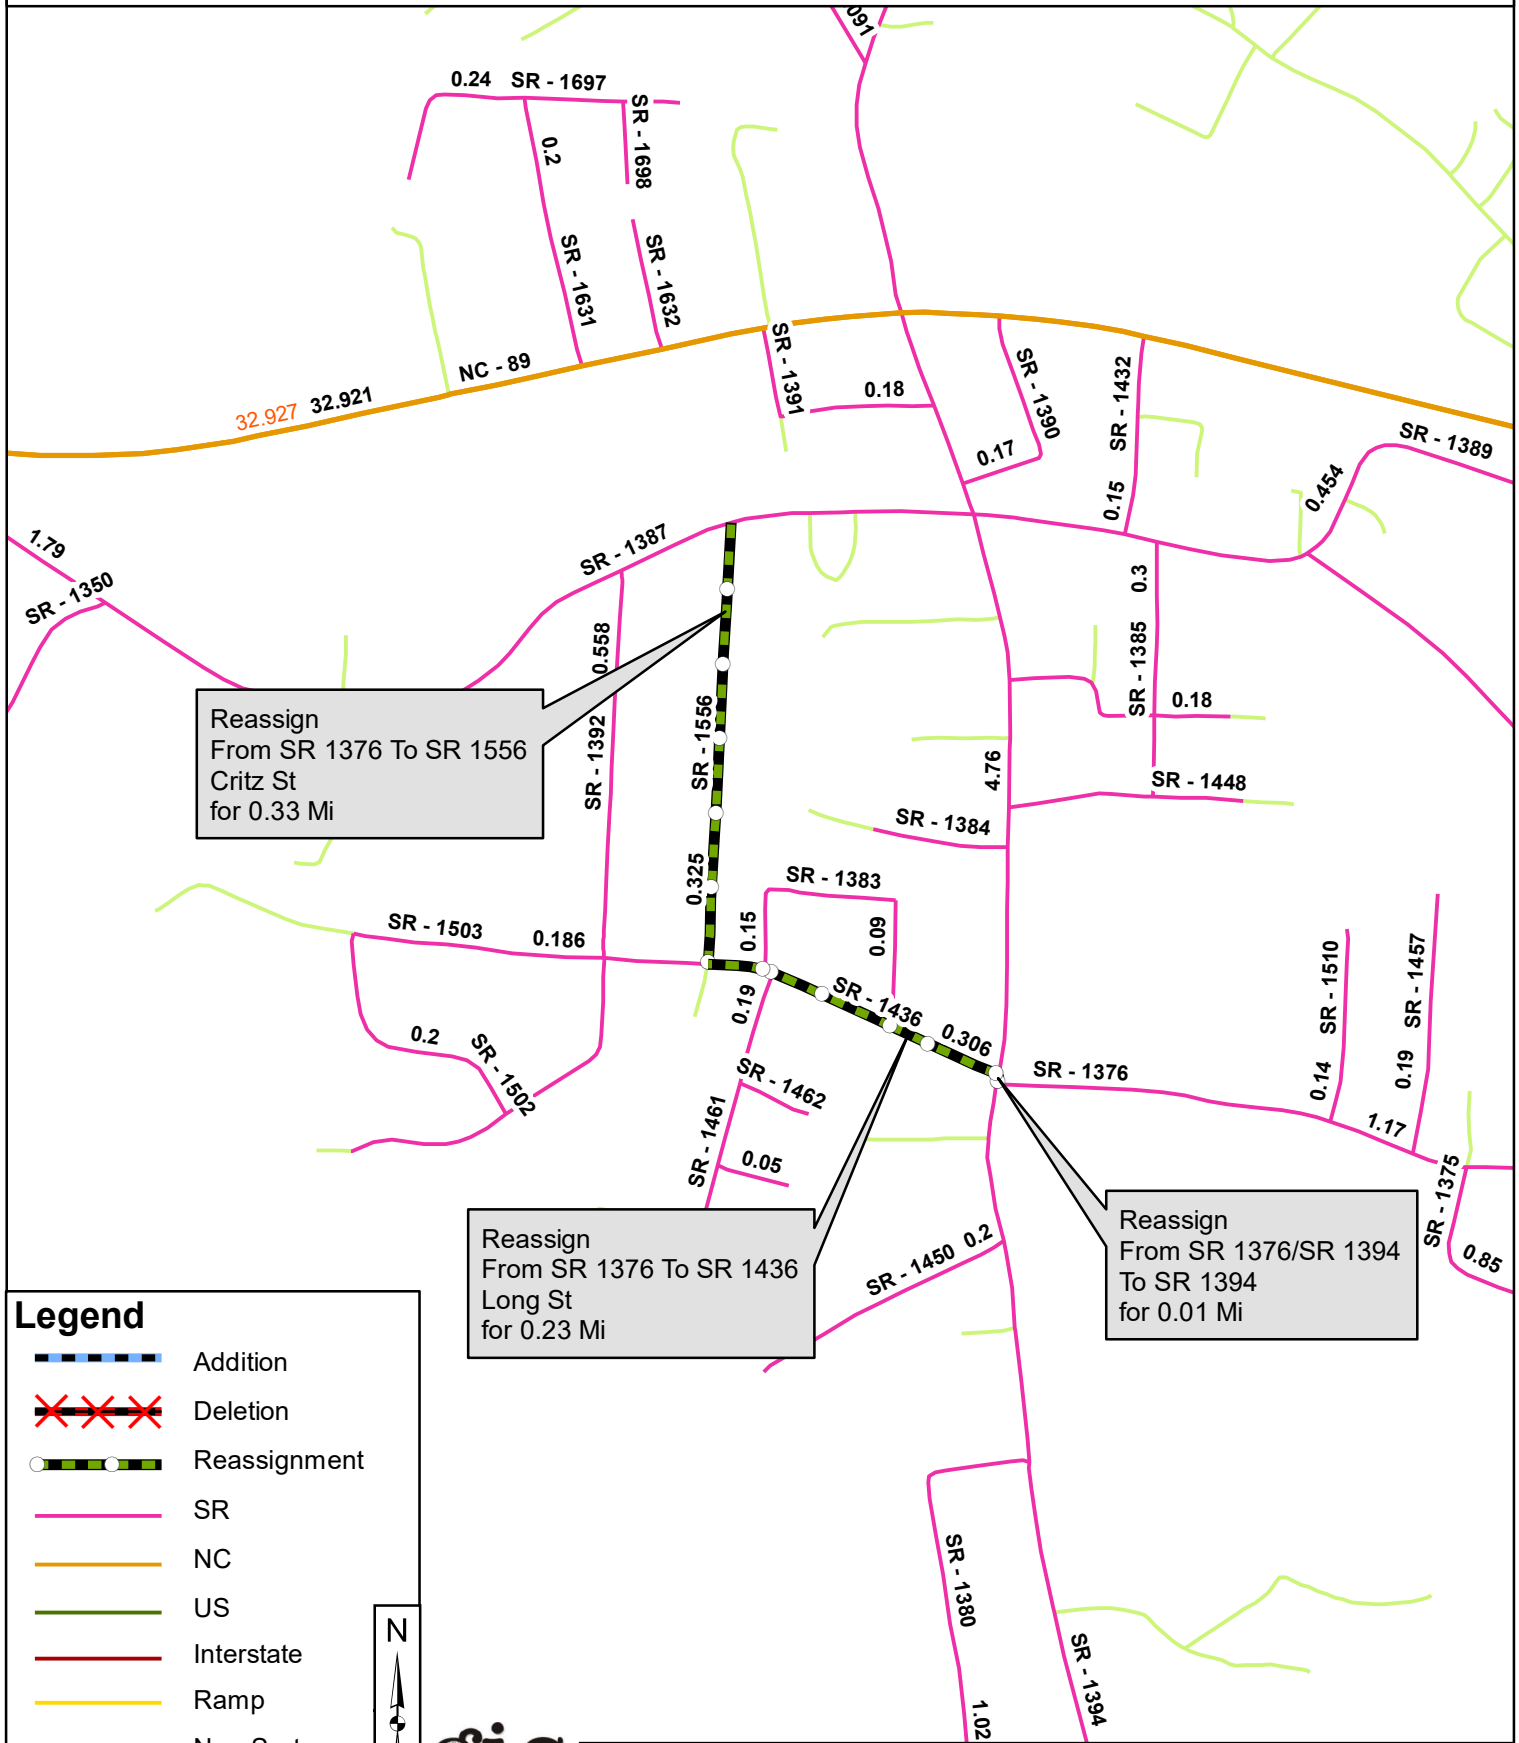 091
0.24 SR - 1697
SR - 1698
0.2
SR - 1631
SR - 1632
NC - 89
32.927 32.921
SR - 1391
0.18
SR - 1390
0.17
SR - 1432
0.15
SR - 1389
0.454
1.79
SR - 1350
SR - 1387
0.558
SR - 1392
0.3
SR - 1385
0.18
SR - 1448
4.76
SR - 1384
SR - 1556
0.325
Reassign
From SR 1376 To SR 1556
Critz St
for 0.33 Mi
SR - 1383
0.15
0.09
SR - 1503 0.186
0.2
SR - 1502
0.19
SR - 1436
0.306
SR - 1376
SR - 1510
0.14
SR - 1457
0.19
1.17
SR - 1375
0.85
SR - 1462
SR - 1461
0.05
SR - 1450 0.2
Reassign
From SR 1376 To SR 1436
Long St
for 0.23 Mi
Reassign
From SR 1376/SR 1394
To SR 1394
for 0.01 Mi
SR - 1380
1.02
SR - 1394
Legend
Addition
Deletion
Reassignment
SR
NC
US
Interstate
Ramp
N